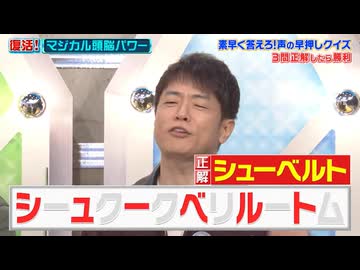 復活! マジカル頭脳パワー
素早く答えろ!声の早押しクイズ
3問正解したら勝利
正解 シューベルト
シーュクークベリルートム